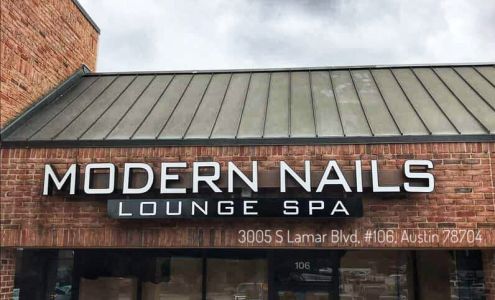 MODERN NAILS
LOUNGE SPA
3005 S Lamar Blvd, #106, Austin 78704
106